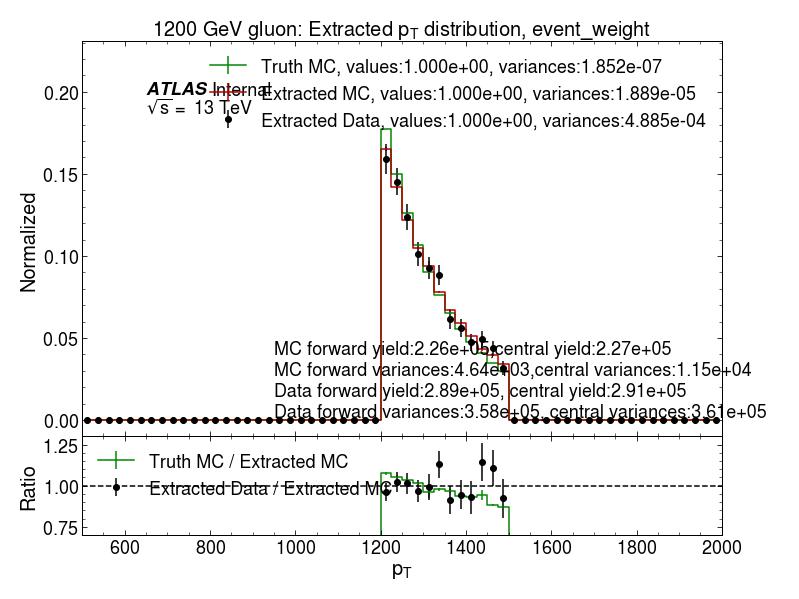 1200 GeV gluon: Extracted pT distribution, event_weight
Truth MC, values:1.000e+00, variances:1.852e-07
ATLAS Internal
Extracted MC, values:1.000e+00, variances:1.889e-05
√s = 13 TeV
Extracted Data, values:1.000e+00, variances:4.885e-04
Normalized
0.20
0.15
0.10
0.05
0.00
MC forward yield:2.26e+05, central yield:2.27e+05
MC forward variances:4.64e+03,central variances:1.15e+04
Data forward yield:2.89e+05, central yield:2.91e+05
Data forward variances:3.58e+05, central variances:3.61e+05
Ratio
1.25
1.00
0.75
Truth MC / Extracted MC
Extracted Data / Extracted MC
600 800 1000 1200 1400 1600 1800 2000
pT